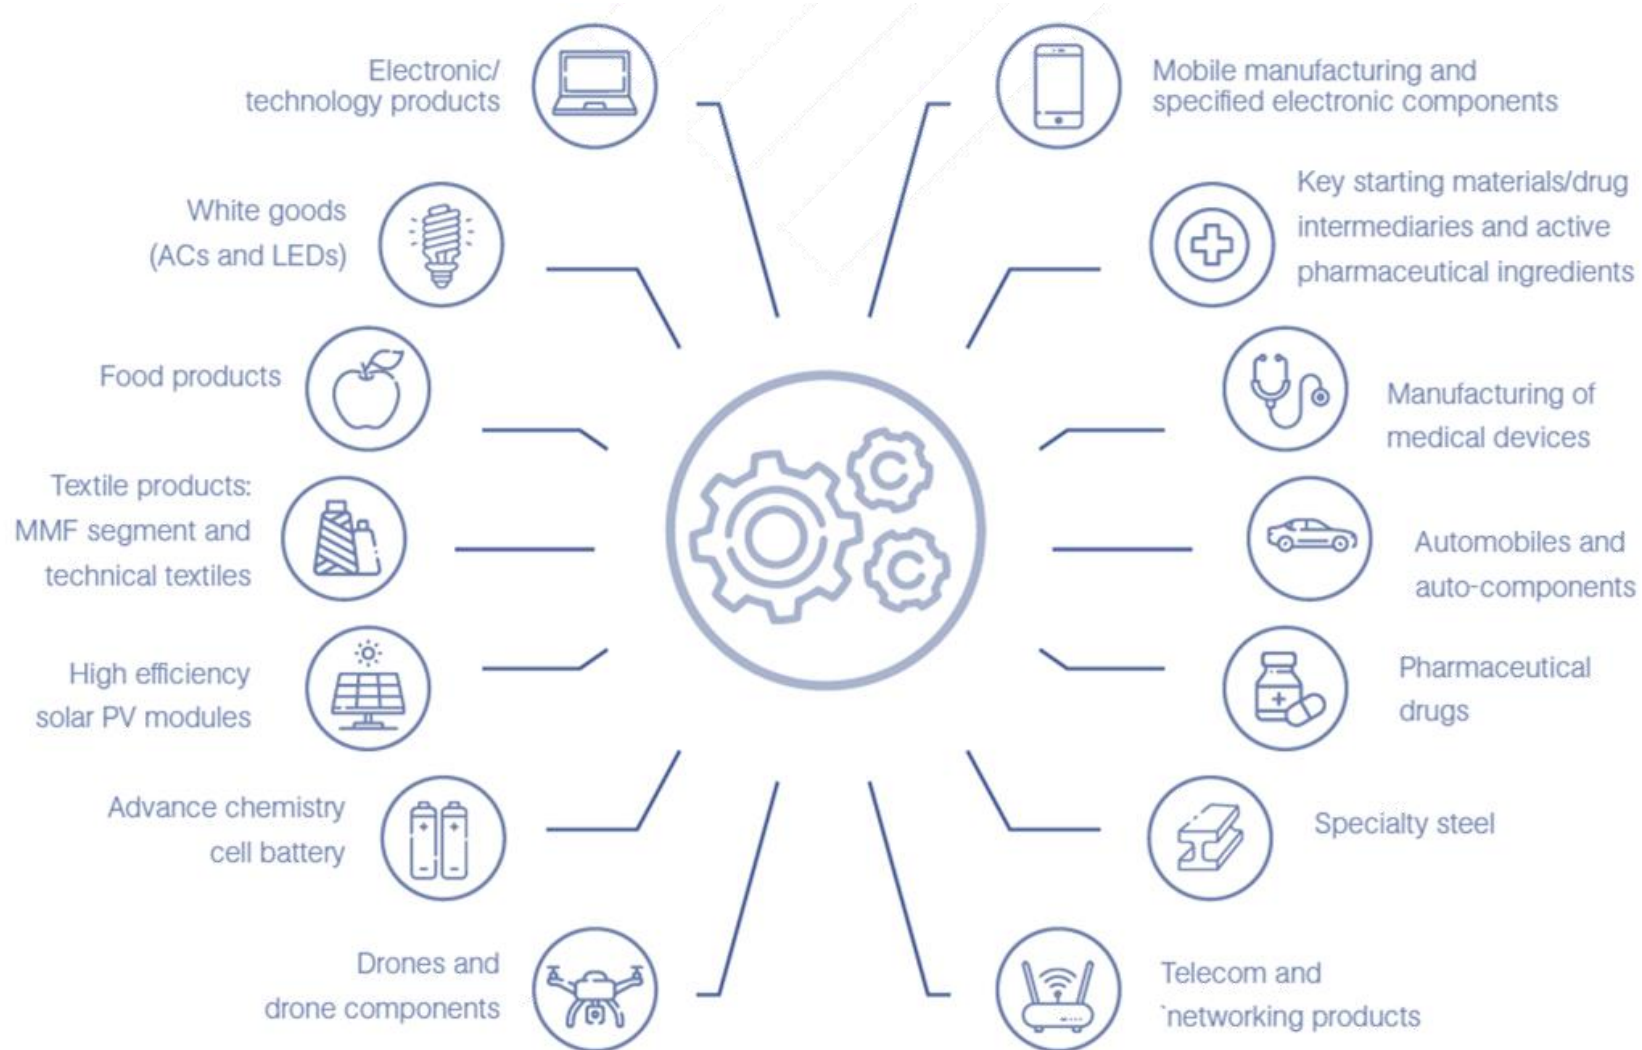 Electronic/
technology products
White goods
(ACs and LEDs)
Food products
Textile products:
MMF segment and
technical textiles
High efficiency
solar PV modules
Advance chemistry
cell battery
Drones and
drone components
Mobile manufacturing and
specified electronic components
Key starting materials/drug
intermediaries and active
pharmaceutical ingredients
Manufacturing of
medical devices
Automobiles and
auto-components
Pharmaceutical
drugs
Specialty steel
Telecom and
`networking products